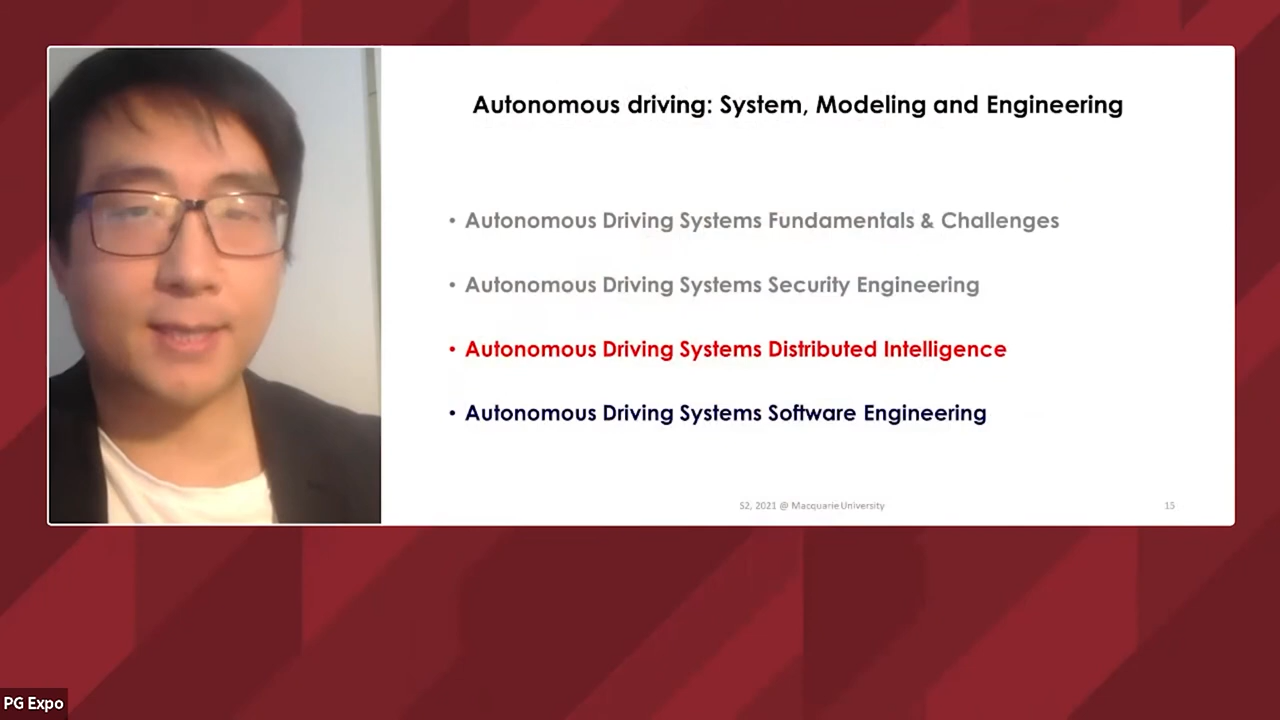 Autonomous driving: System, Modeling and Engineering
• Autonomous Driving Systems Fundamentals & Challenges
• Autonomous Driving Systems Security Engineering
• Autonomous Driving Systems Distributed Intelligence
• Autonomous Driving Systems Software Engineering
S2, 2021 @ Macquarie University
15
PG Expo